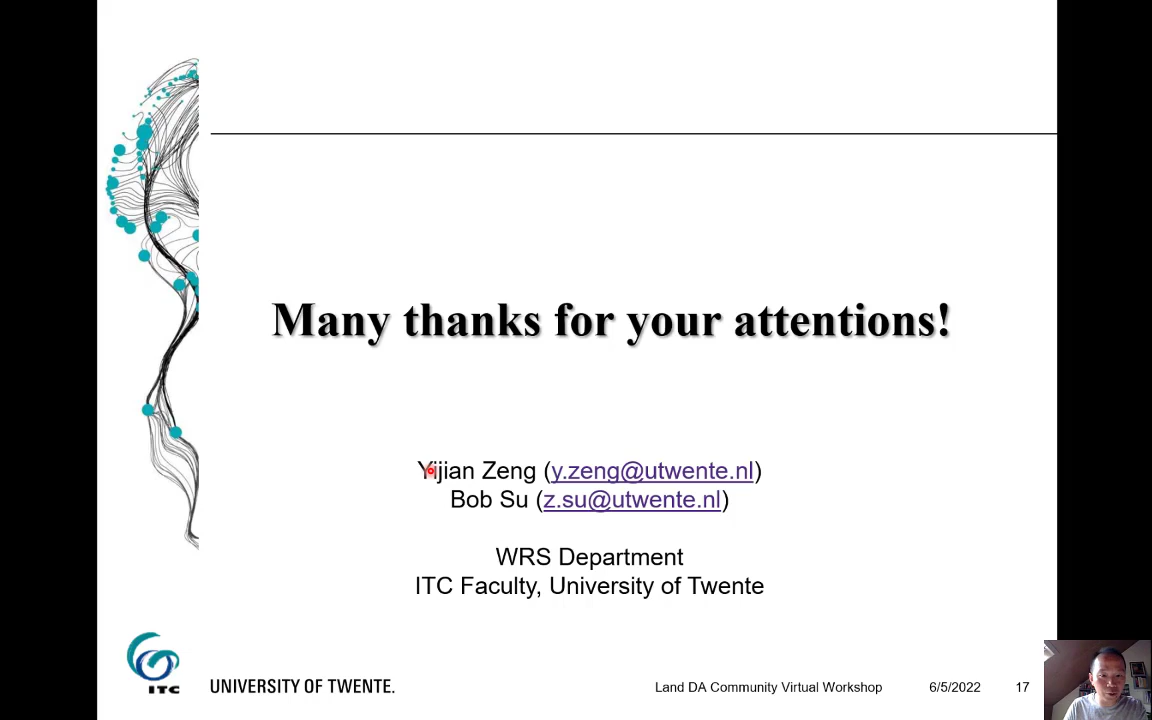 Many thanks for your attentions!
Yijian Zeng (y.zeng@utwente.nl)
Bob Su (z.su@utwente.nl)
WRS Department
ITC Faculty, University of Twente
ITC
UNIVERSITY OF TWENTE.
Land DA Community Virtual Workshop 6/5/2022 17